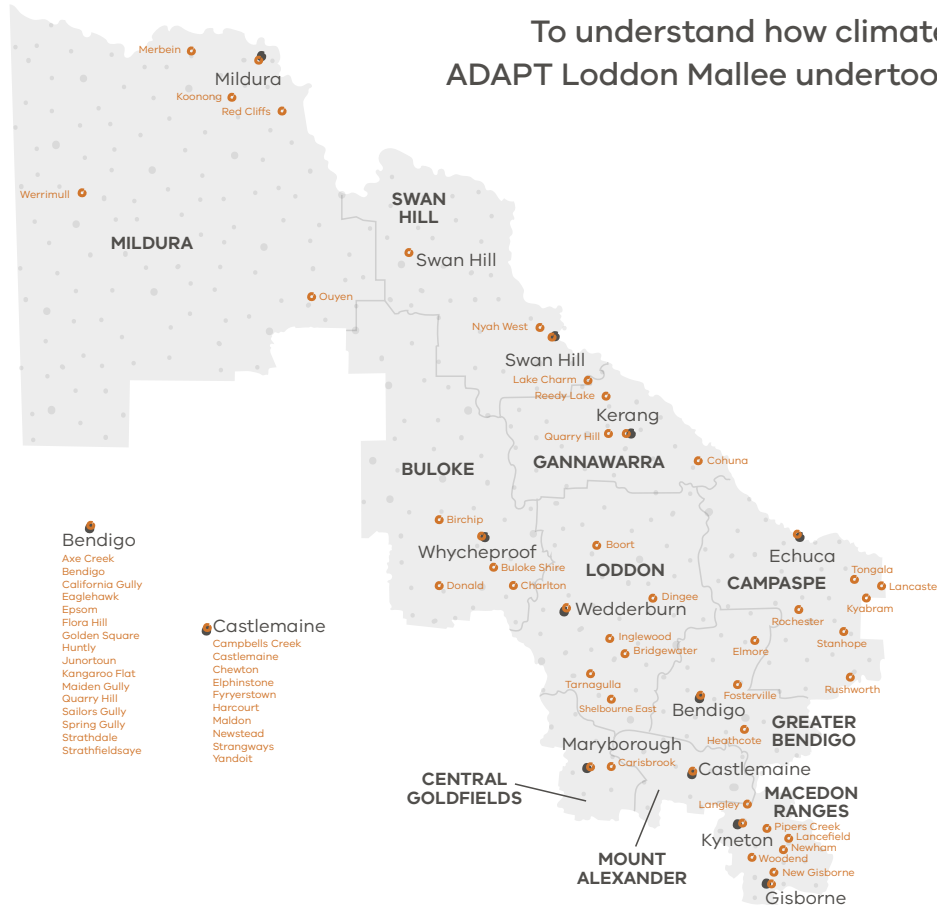 To understand how climate
ADAPT Loddon Mallee undertoo
Merbein
Mildura
Koonong
Red Cliffs
Werrimull
SWAN
HILL
MILDURA
Swan Hill
Ouyen
Nyah West
Swan Hill
Lake Charm
Reedy Lake
Kerang
Quarry Hill
BULOKE
GANNAWARRA
Cohuna
Birchip
Whycheproof
Boort
Echuca
Buloke Shire
LODDON
CAMPASPE
Tongala
Donald
Charlton
Lancaste
Dingee
Kyabram
Wedderburn
Rochester
Inglewood
Stanhope
Bridgewater
Elmore
Tarnagulla
Fosterville
Rushworth
Shelbourne East
Bendigo
GREATER
BENDIGO
Heathcote
Maryborough
Carisbrook
Castlemaine
CENTRAL
GOLDFIELDS
MACEDON
RANGES
Langley
Pipers Creek
Kyneton
Lancefield
Newham
Woodend
MOUNT
ALEXANDER
New Gisborne
Gisborne
Bendigo
Axe Creek
Bendigo
California Gully
Eaglehawk
Epsom
Flora Hill
Golden Square
Huntly
Junortoun
Kangaroo Flat
Maiden Gully
Quarry Hill
Sailors Gully
Spring Gully
Strathdale
Strathfieldsaye
Castlemaine
Campbells Creek
Castlemaine
Chewton
Elphinstone
Fyryerstown
Harcourt
Maldon
Newstead
Strangways
Yandoit